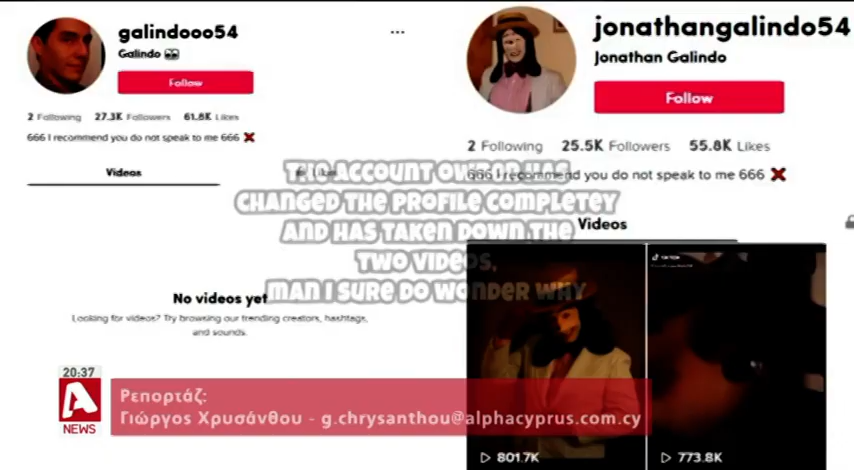 galindooo54
Galindo
Follow
2 Following 27.3K Followers 61.8K Likes
666 I recommend you do not speak to me 666
Videos
No videos yet
Looking for videos? Try browsing our trending creators, hashtags,
and sounds.
jonathangalindo54
Jonathan Galindo
Follow
2 Following 25.5K Followers 55.8K Likes
666 I recommend you do not speak to me 666
Videos
801.7K
773.8K
ACCOUNT HAS
CHANGED THE PROFILE COMPLETEY
AND HAS TAKEN DOWN THE
TWO VIDEOS,
MAN I SURE DO WONDER WHY
20:37
A
NEWS
Ρεπορτάζ:
Γιώργος Χρυσάνθου - g.chrysanthou@alphacyprus.com.cy